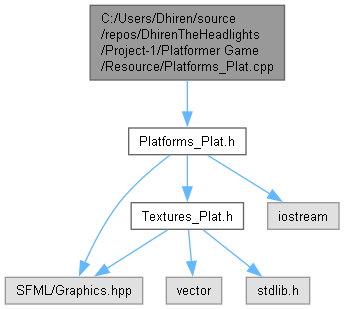 C:/Users/Dhiren/source
/repos/DhirenTheHeadlights
/Project-1/Platformer Game
/Resource/Platforms_Plat.cpp
Platforms_Plat.h
Textures_Plat.h
iostream
SFML/Graphics.hpp
vector
stdlib.h